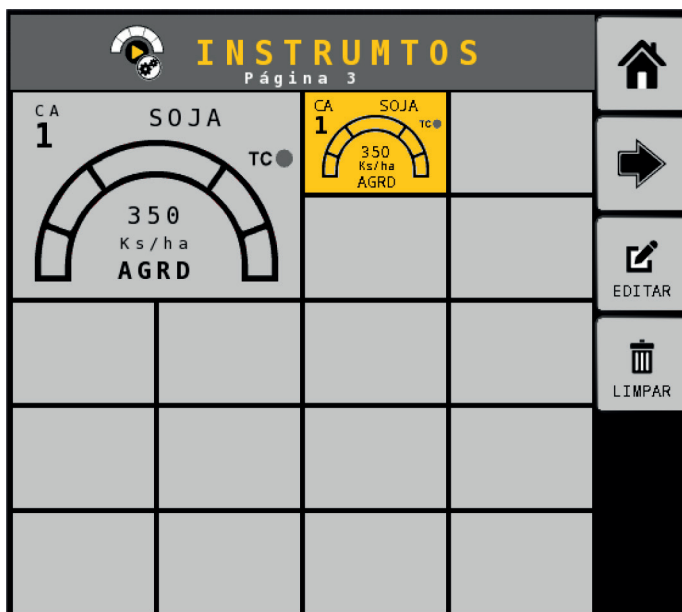 INSTRUMTOS
Página 3
CA
1
SOJA
TC
350
Ks/ha
AGRD
CA
1
SOJA
TC
350
Ks/ha
AGRD
EDITAR
LIMPAR